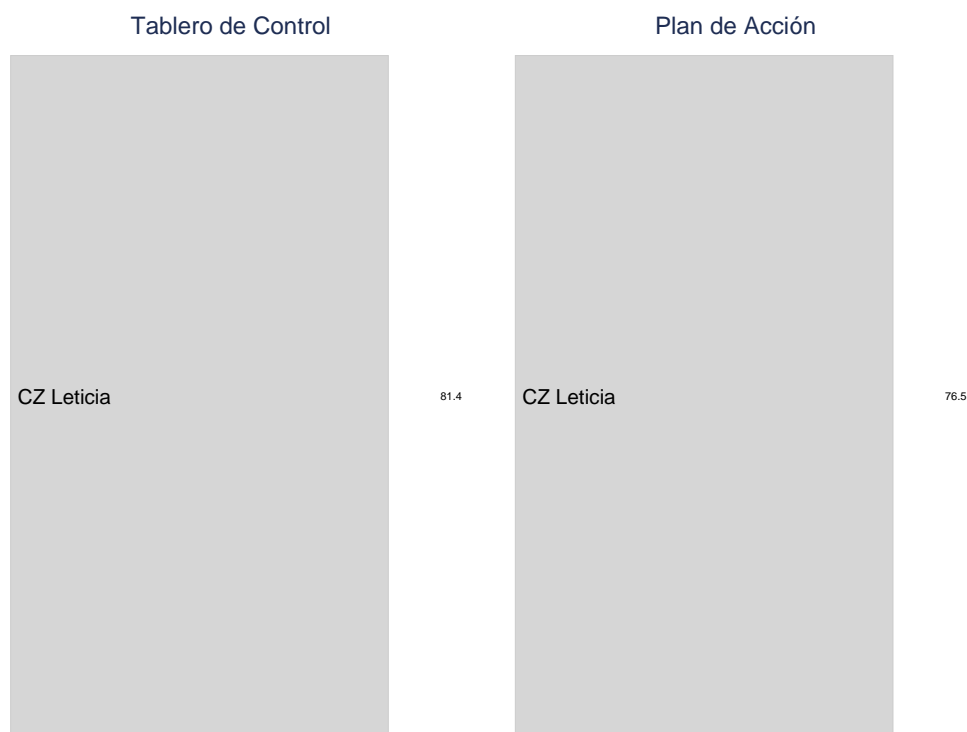 Tablero de Control
Plan de Acción
CZ Leticia
81.4
CZ Leticia
76.5